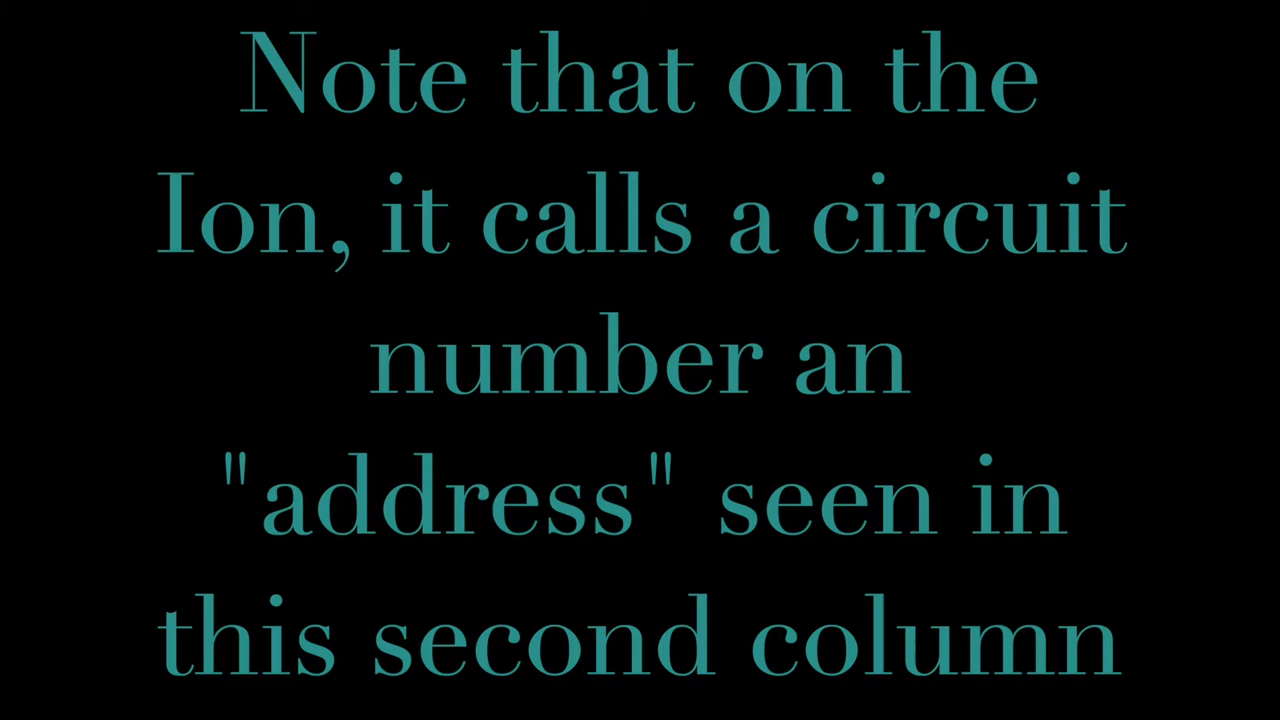 Note that on the
Ion, it calls a circuit
number an
"address" seen in
this second column